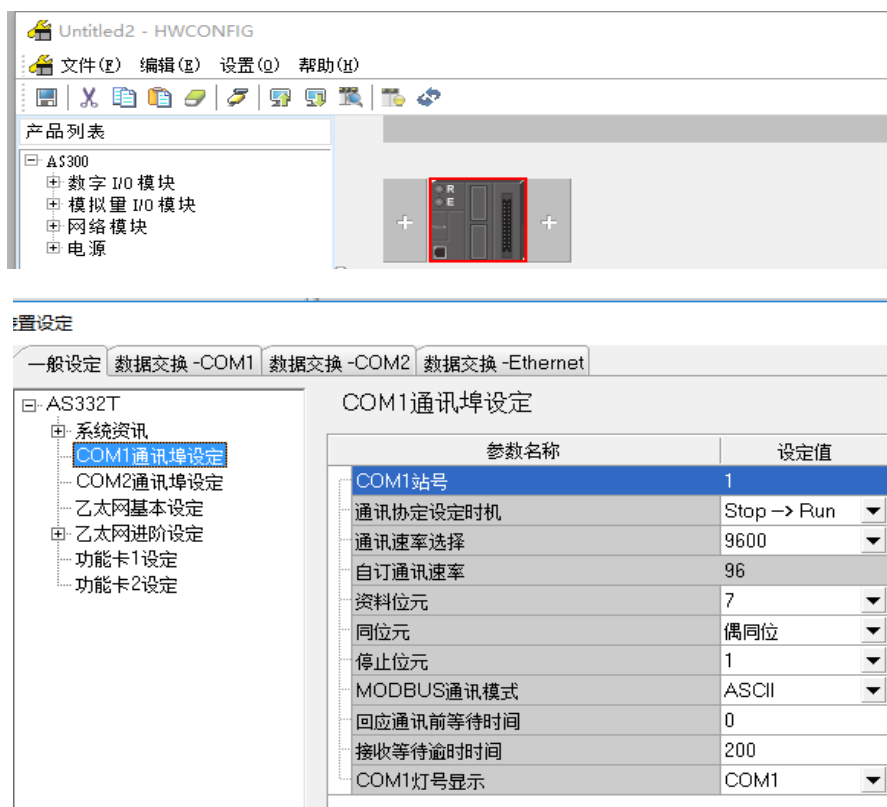 Untitled2 - HWCONFIG
文件(F) 编辑(E) 设置(O) 帮助(H)
产品列表
AS300
数字 I/O 模块
模拟量 I/O 模块
网络模块
电源
R
E
置设定
一般设定 数据交换 -COM1 数据交换 -COM2 数据交换 -Ethernet
AS332T
系统资讯
COM1通讯埠设定
COM2通讯埠设定
乙太网基本设定
乙太网进阶设定
功能卡1设定
功能卡2设定
COM1通讯埠设定
参数名称 设定值
COM1站号 1
通讯协定设定时机 Stop —> Run
通讯速率选择 9600
自订通讯速率 96
资料位元 7
同位元 偶同位
停止位元 1
MODBUS通讯模式 ASCII
回应通讯前等待时间 0
接收等待逾时时间 200
COM1灯号显示 COM1